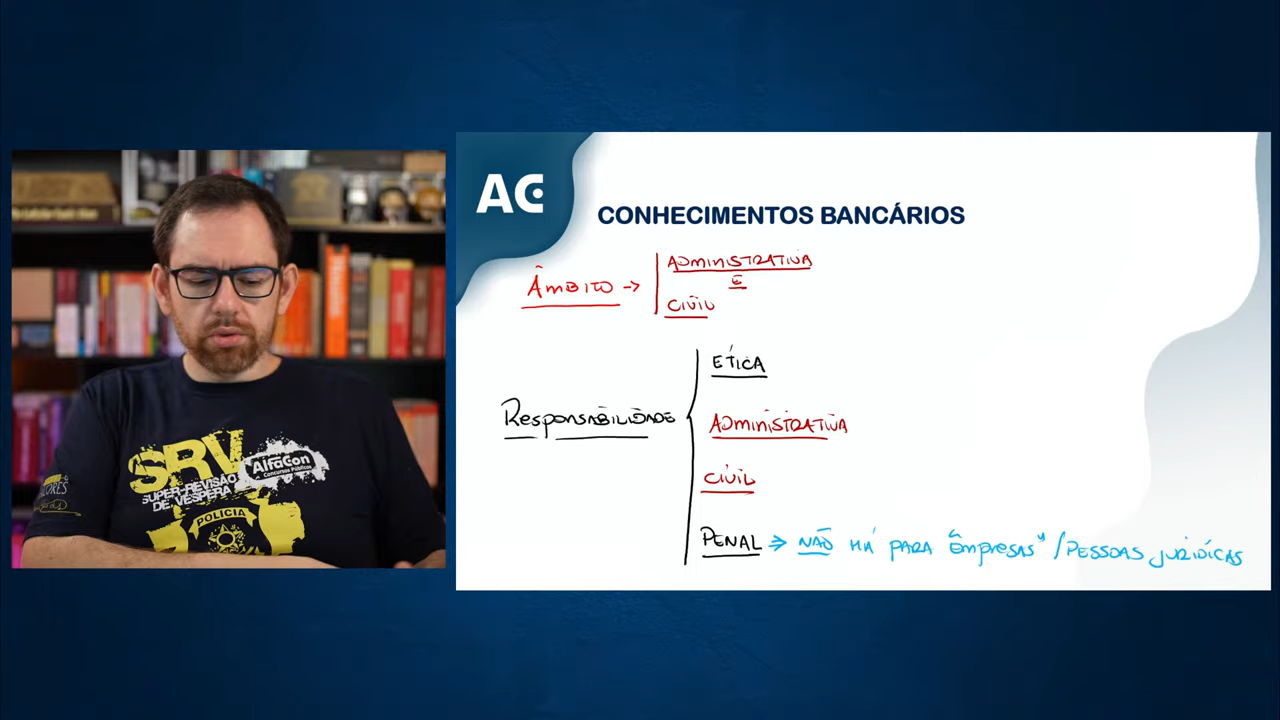 AC
CONHECIMENTOS BANCÁRIOS
ÂMBITO → ADMINISTRATIVA
E
CIVIL
RESPONSABILIDADE
ÉTICA
ADMINISTRATIVA
CIVIL
PENAL => NÃO HÁ PARA "EMPRESAS" / PESSOAS JURÍDICAS
SRV
SUPER-REVISÃO
DE VÉSPERA
AlfaCon
Concursos Públicos
POLÍCIA